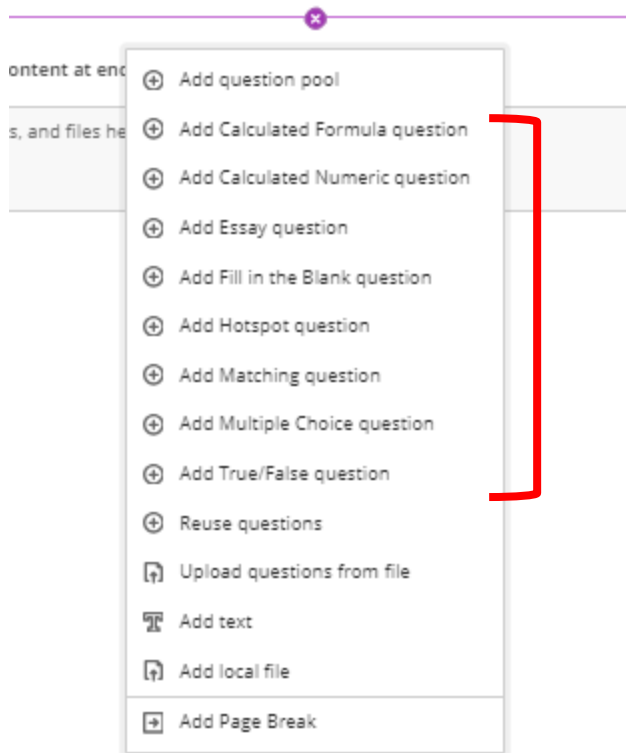 ontent at end
Add question pool
s, and files he
Add Calculated Formula question
Add Calculated Numeric question
Add Essay question
Add Fill in the Blank question
Add Hotspot question
Add Matching question
Add Multiple Choice question
Add True/False question
Reuse questions
Upload questions from file
Add text
Add local file
Add Page Break